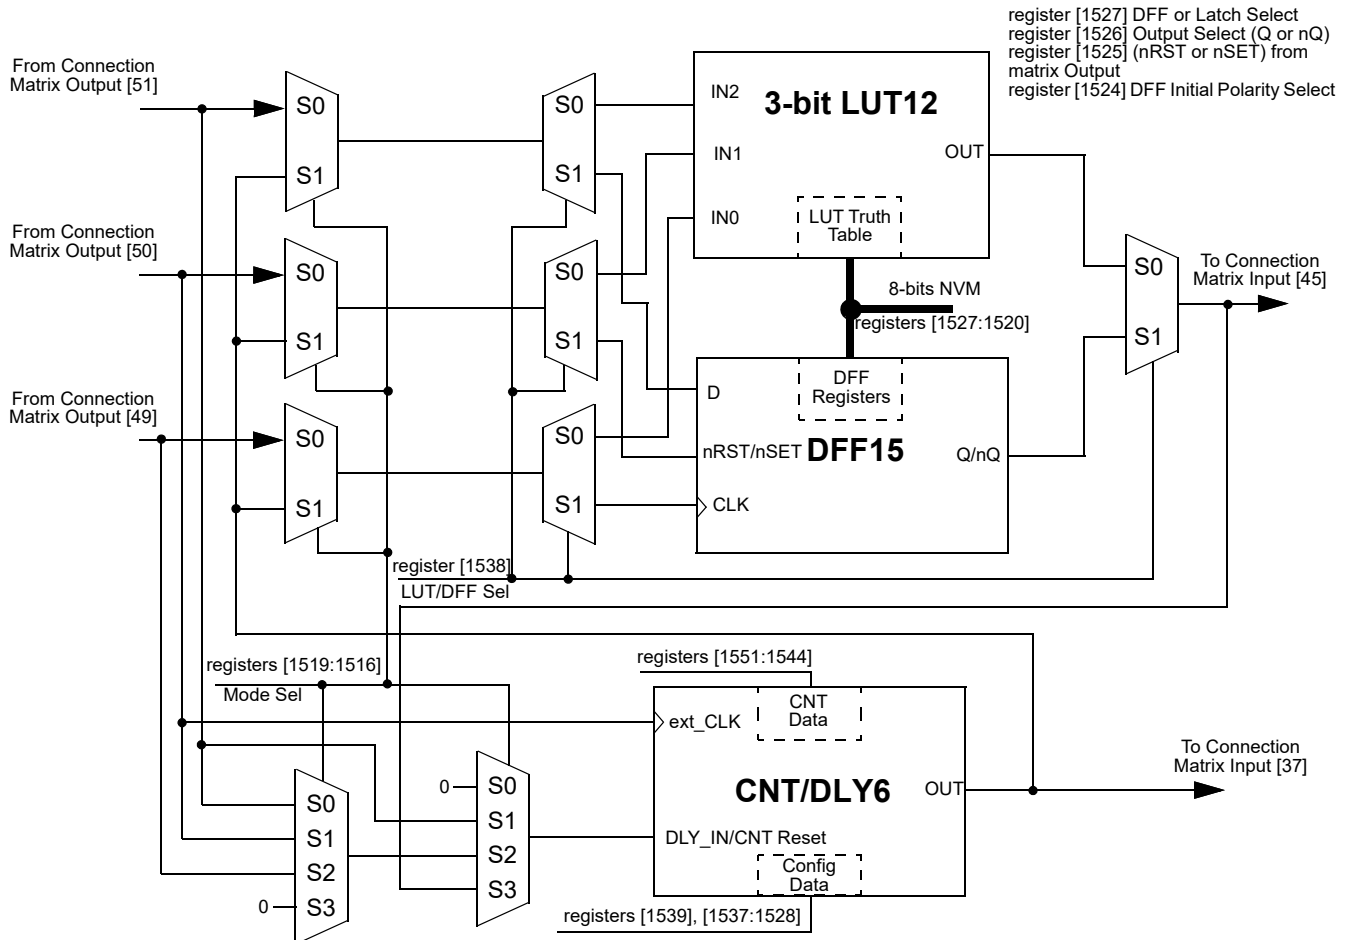 register [1527] DFF or Latch Select
register [1526] Output Select (Q or nQ)
register [1525] (nRST or nSET) from
matrix Output
register [1524] DFF Initial Polarity Select
From Connection
Matrix Output [51]
S0
S1
S0
S1
IN2
3-bit LUT12
IN1
OUT
IN0
LUT Truth
Table
From Connection
Matrix Output [50]
S0
S1
S0
S1
8-bits NVM
registers [1527:1520]
S0
S1
To Connection
Matrix Input [45]
From Connection
Matrix Output [49]
S0
S1
S0
S1
D
DFF
Registers
nRST/nSET
DFF15
Q/nQ
CLK
register [1538]
LUT/DFF Sel
registers [1519:1516]
Mode Sel
registers [1551:1544]
CNT
Data
ext_CLK
CNT/DLY6
OUT
To Connection
Matrix Input [37]
DLY_IN/CNT Reset
Config
Data
0
S0
S1
S2
S3
S0
S1
S2
0
S3
registers [1539], [1537:1528]